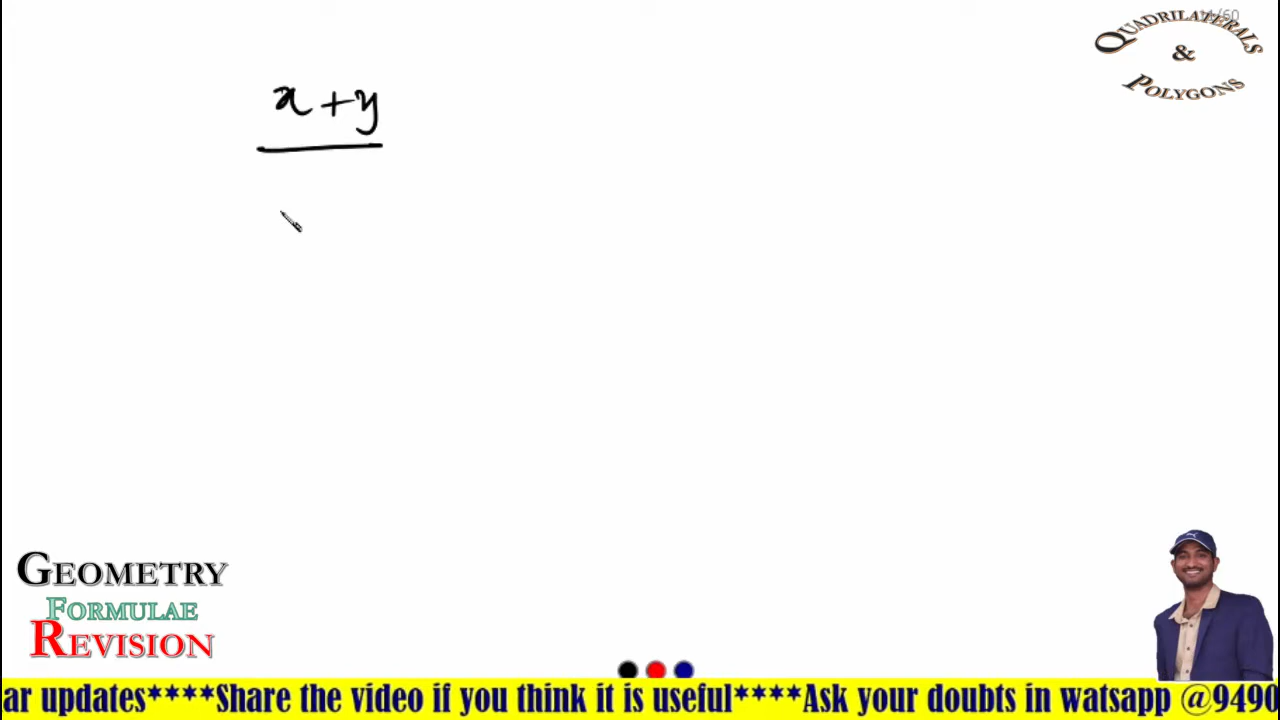 QUADRILATERALS
&
POLYGONS
x + y
GEOMETRY
FORMULAE
REVISION
ar updates****Share the video if you think it is useful****Ask your doubts in watsapp @9490